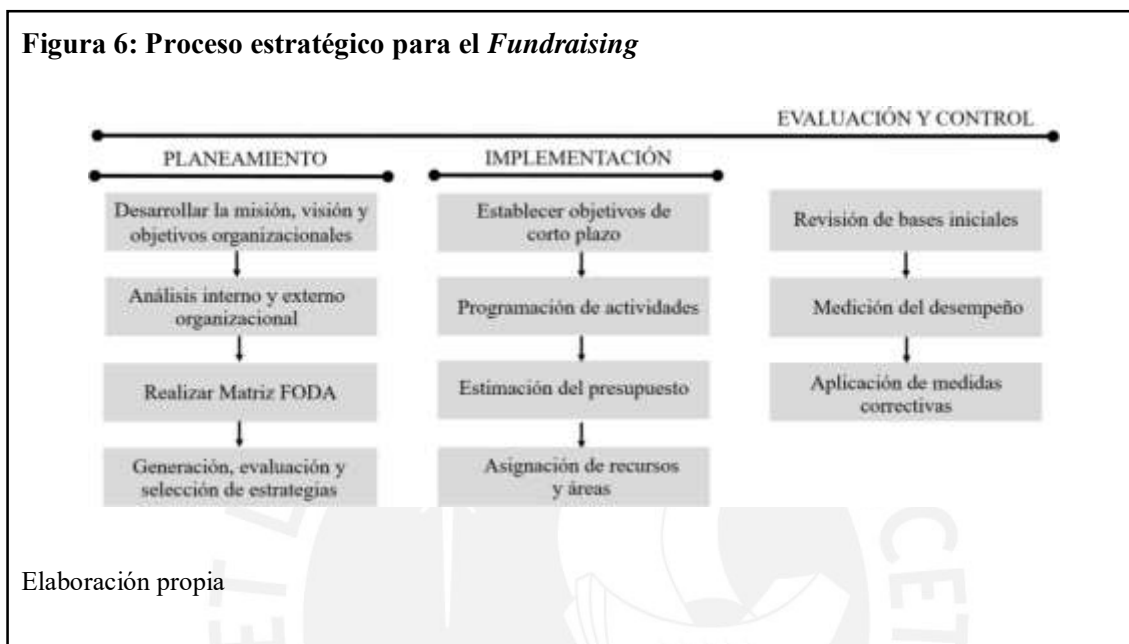 Figura 6: Proceso estratégico para el Fundraising
EVALUACIÓN Y CONTROL
PLANEAMIENTO
Desarrollar la misión, visión y
objetivos organizacionales
Análisis interno y externo
organizacional
Realizar Matriz FODA
Generación, evaluación y
selección de estrategias
IMPLEMENTACIÓN
Establecer objetivos de
corto plazo
Programación de actividades
Estimación del presupuesto
Asignación de recursos
y áreas
Revisión de bases iniciales
Medición del desempeño
Aplicación de medidas
correctivas
Elaboración propia